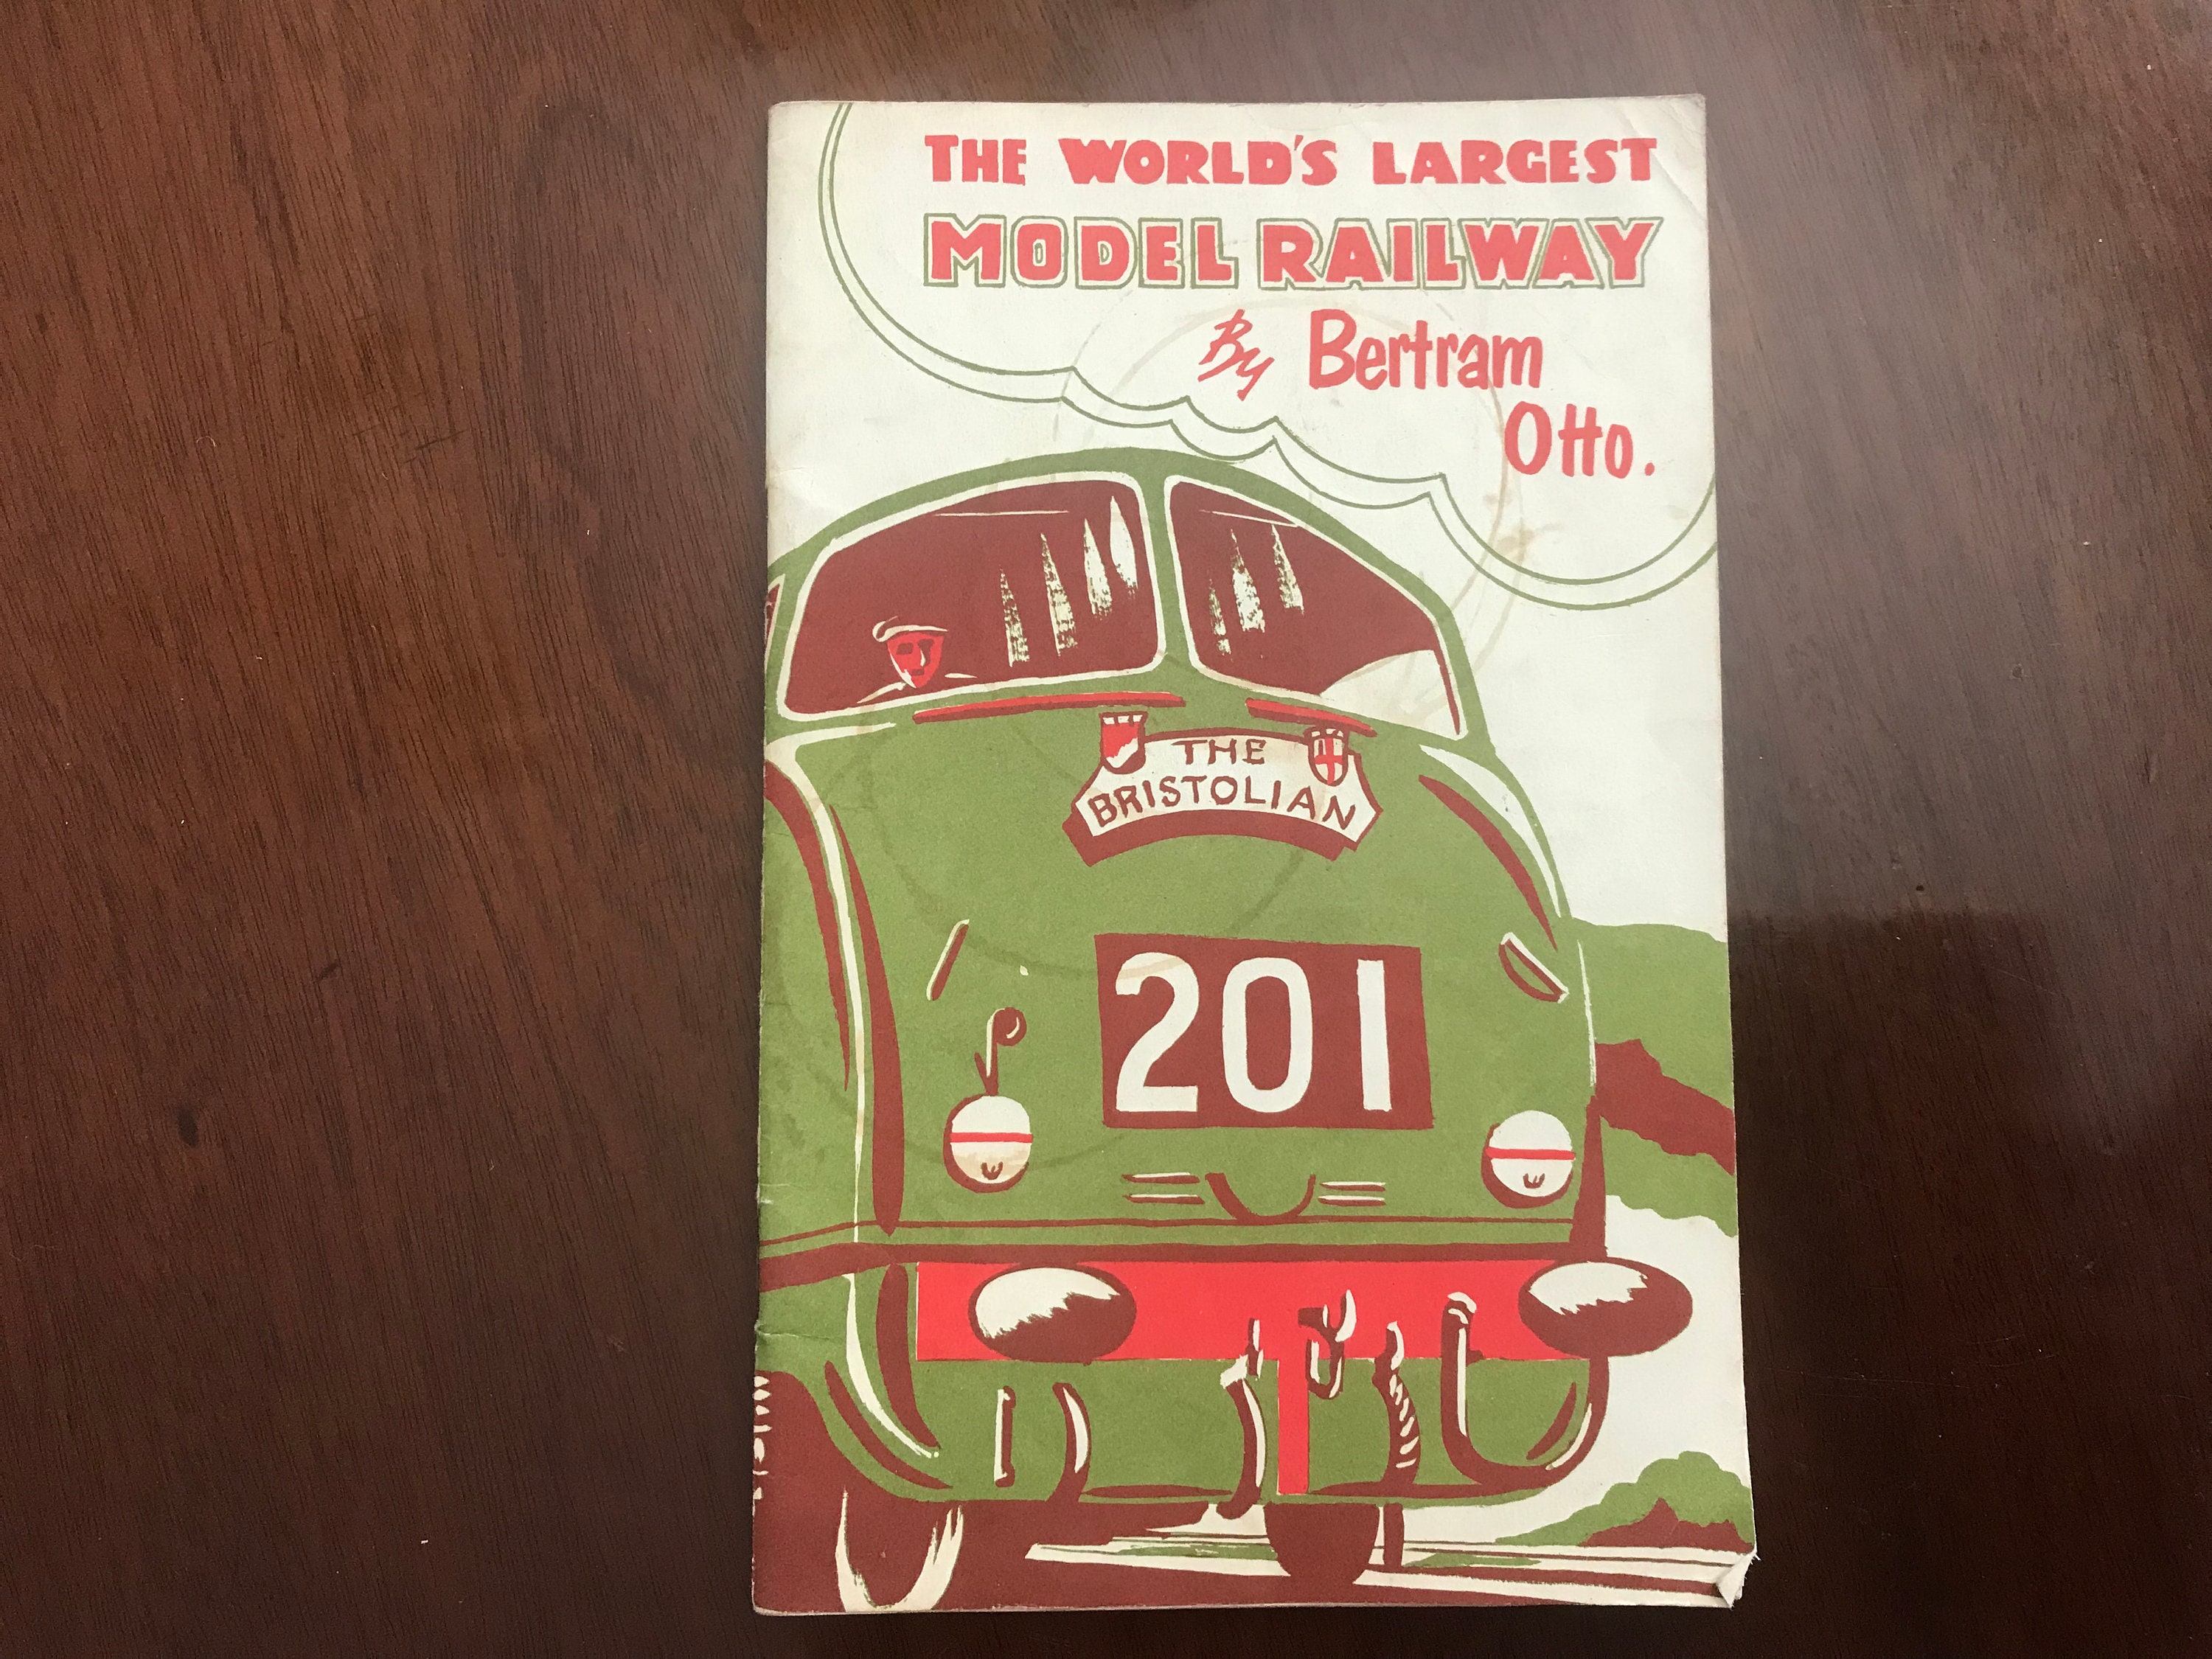 THE WORLD'S LARGEST
MODEL RAILWAY
By Bertram
Otto.
THE
BRISTOLIAN
201